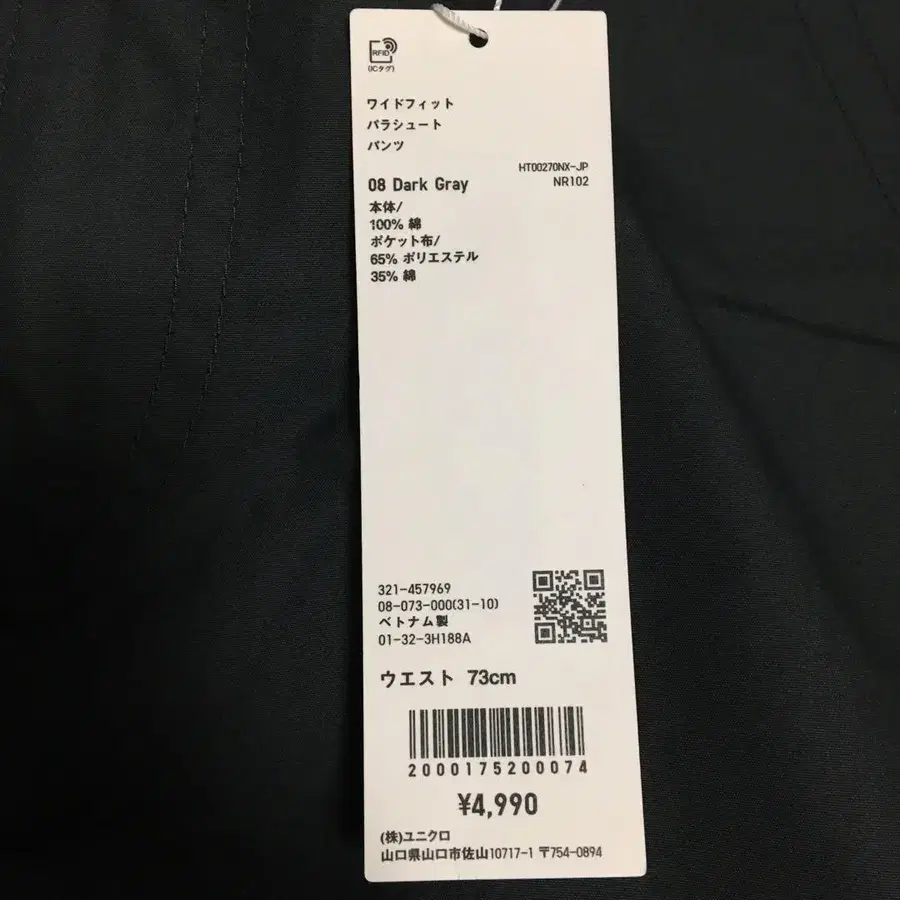 RFID
(ICタグ)
ワイドフィット
パラシュート
パンツ
HT00270NX-JP
NR102
08 Dark Gray
本体/
100% 綿
ポケット布/
65% ポリエステル
35% 綿
321-457969
08-073-000(31-10)
ベトナム製
01-32-3H188A
ウエスト 73cm
2000175200074
¥4,990
(株)ユニクロ
山口県山口市佐山10717-1 〒754-0894